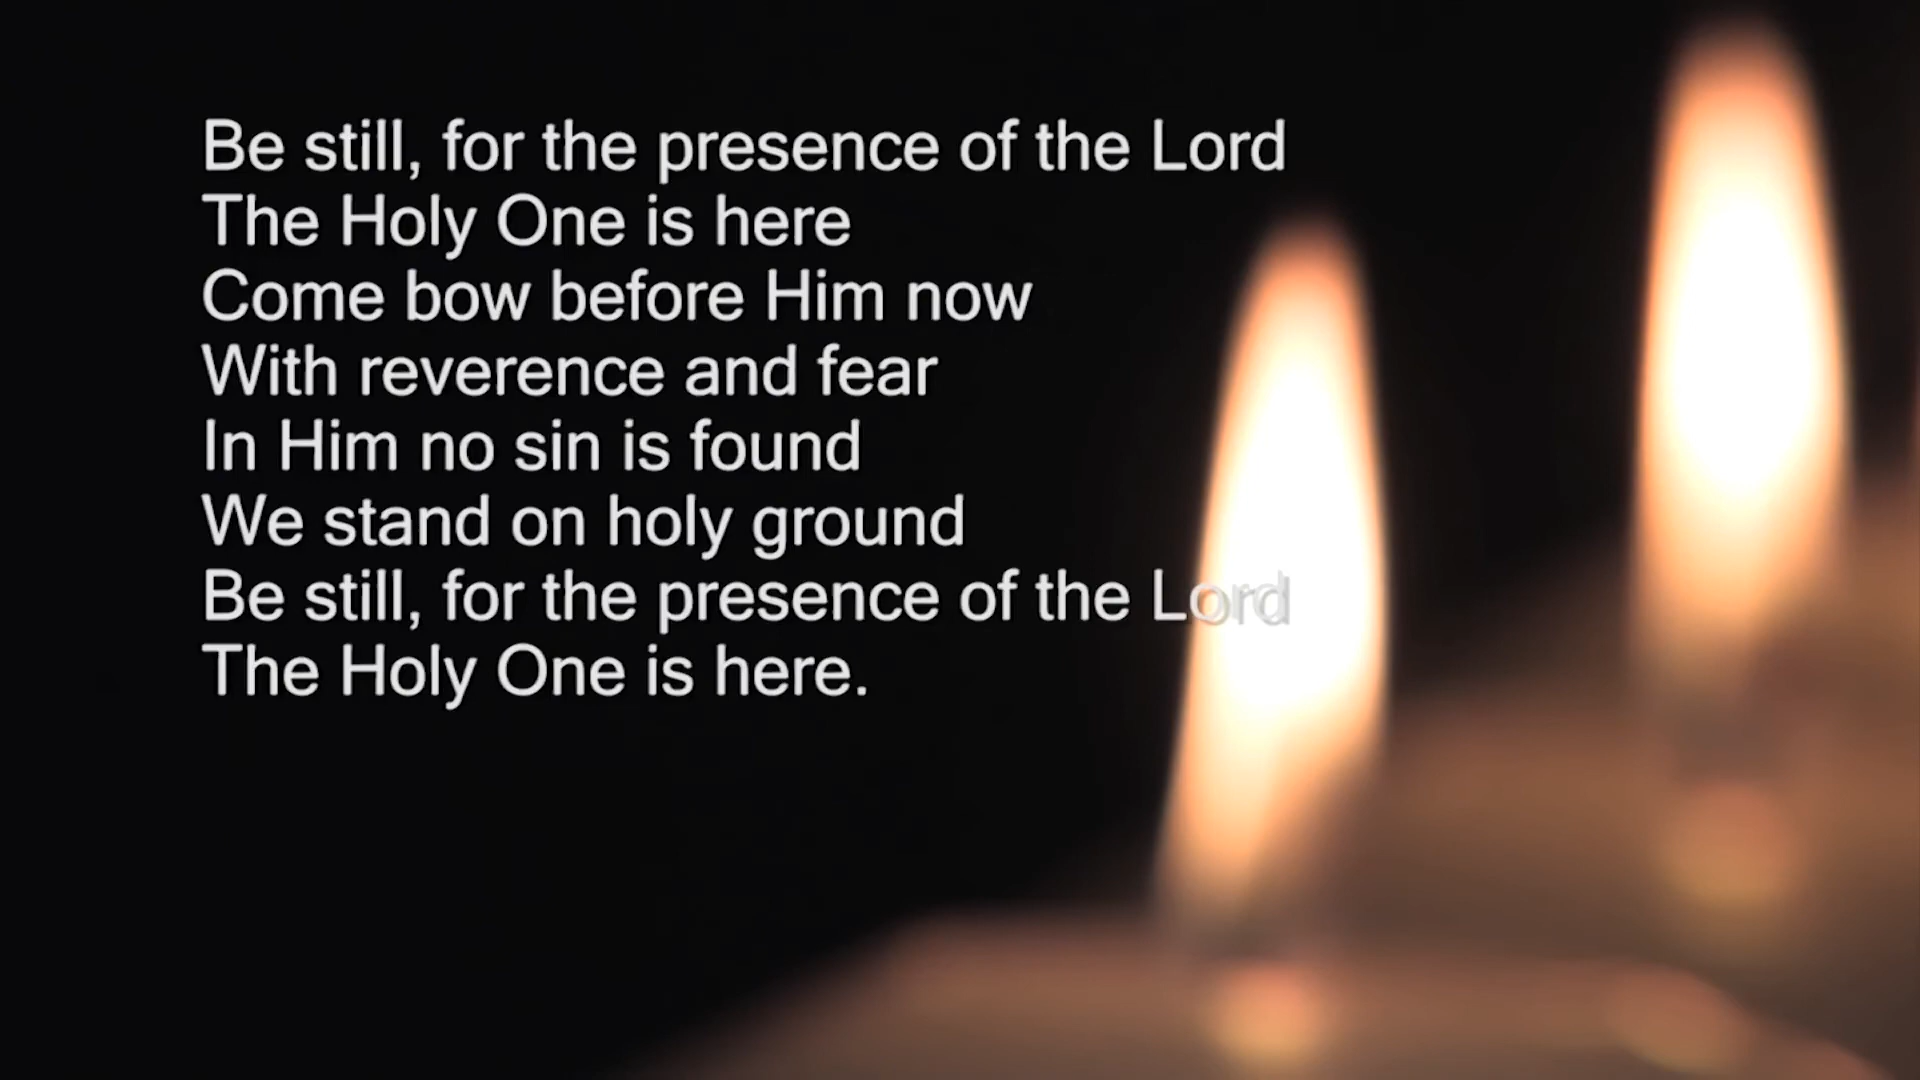 Be still, for the presence of the Lord
The Holy One is here
Come bow before Him now
With reverence and fear
In Him no sin is found
We stand on holy ground
Be still, for the presence of the Lord
The Holy One is here.